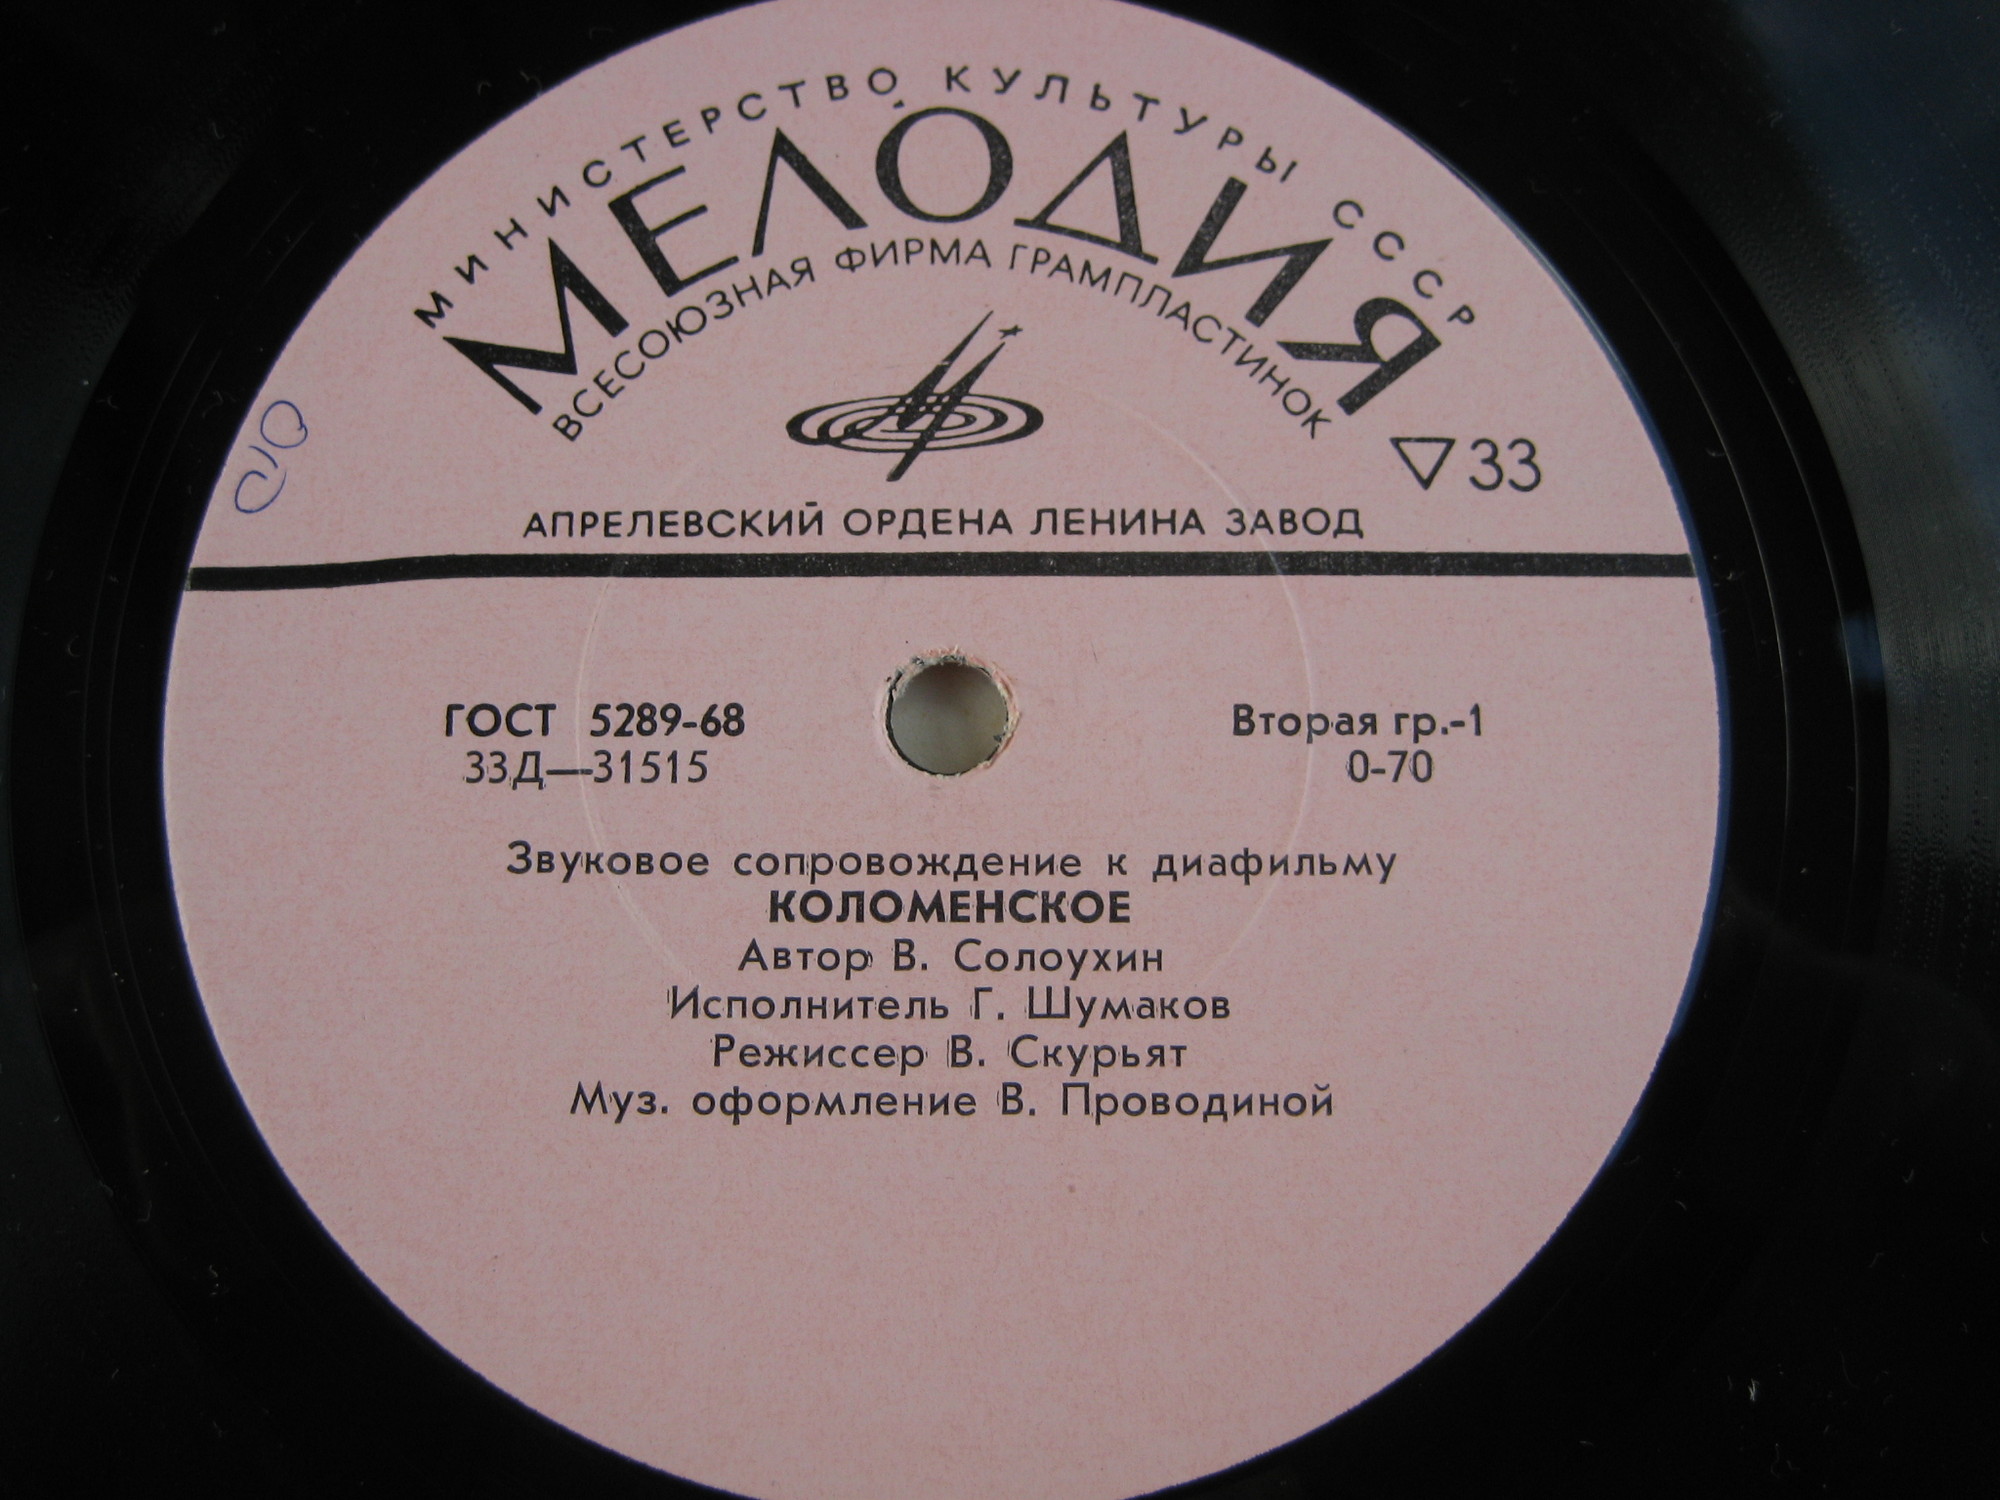 МИНИСТЕРСТВО КУЛЬТУРЫ СССР
МЕЛОДИЯ
ВСЕСОЮЗНАЯ ФИРМА ГРАМПЛАСТИНОК
▽33
АПРЕЛЕВСКИЙ ОРДЕНА ЛЕНИНА ЗАВОД
ГОСТ 5289-68 Вторая гр.-1
33Д—31515 0-70
Звуковое сопровождение к диафильму
КОЛОМЕНСКОЕ
Автор В. Солоухин
Исполнитель Г. Шумаков
Режиссер В. Скурьят
Муз. оформление В. Проводиной